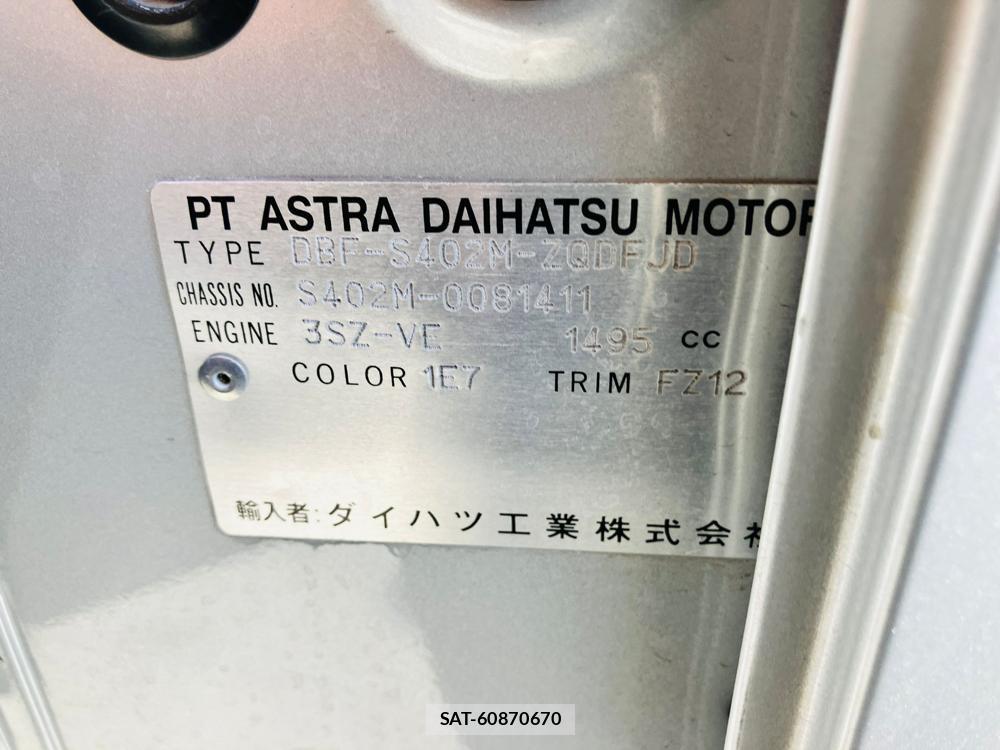 PT ASTRA DAIHATSU MOTOR
TYPE DBF-S402M-ZQDFJD
CHASSIS NO. S402M-0081411
ENGINE 3SZ-VE 1495 CC
COLOR 1E7 TRIM FZ12
輸入者:ダイハツ工業株式会社
SAT-60870670